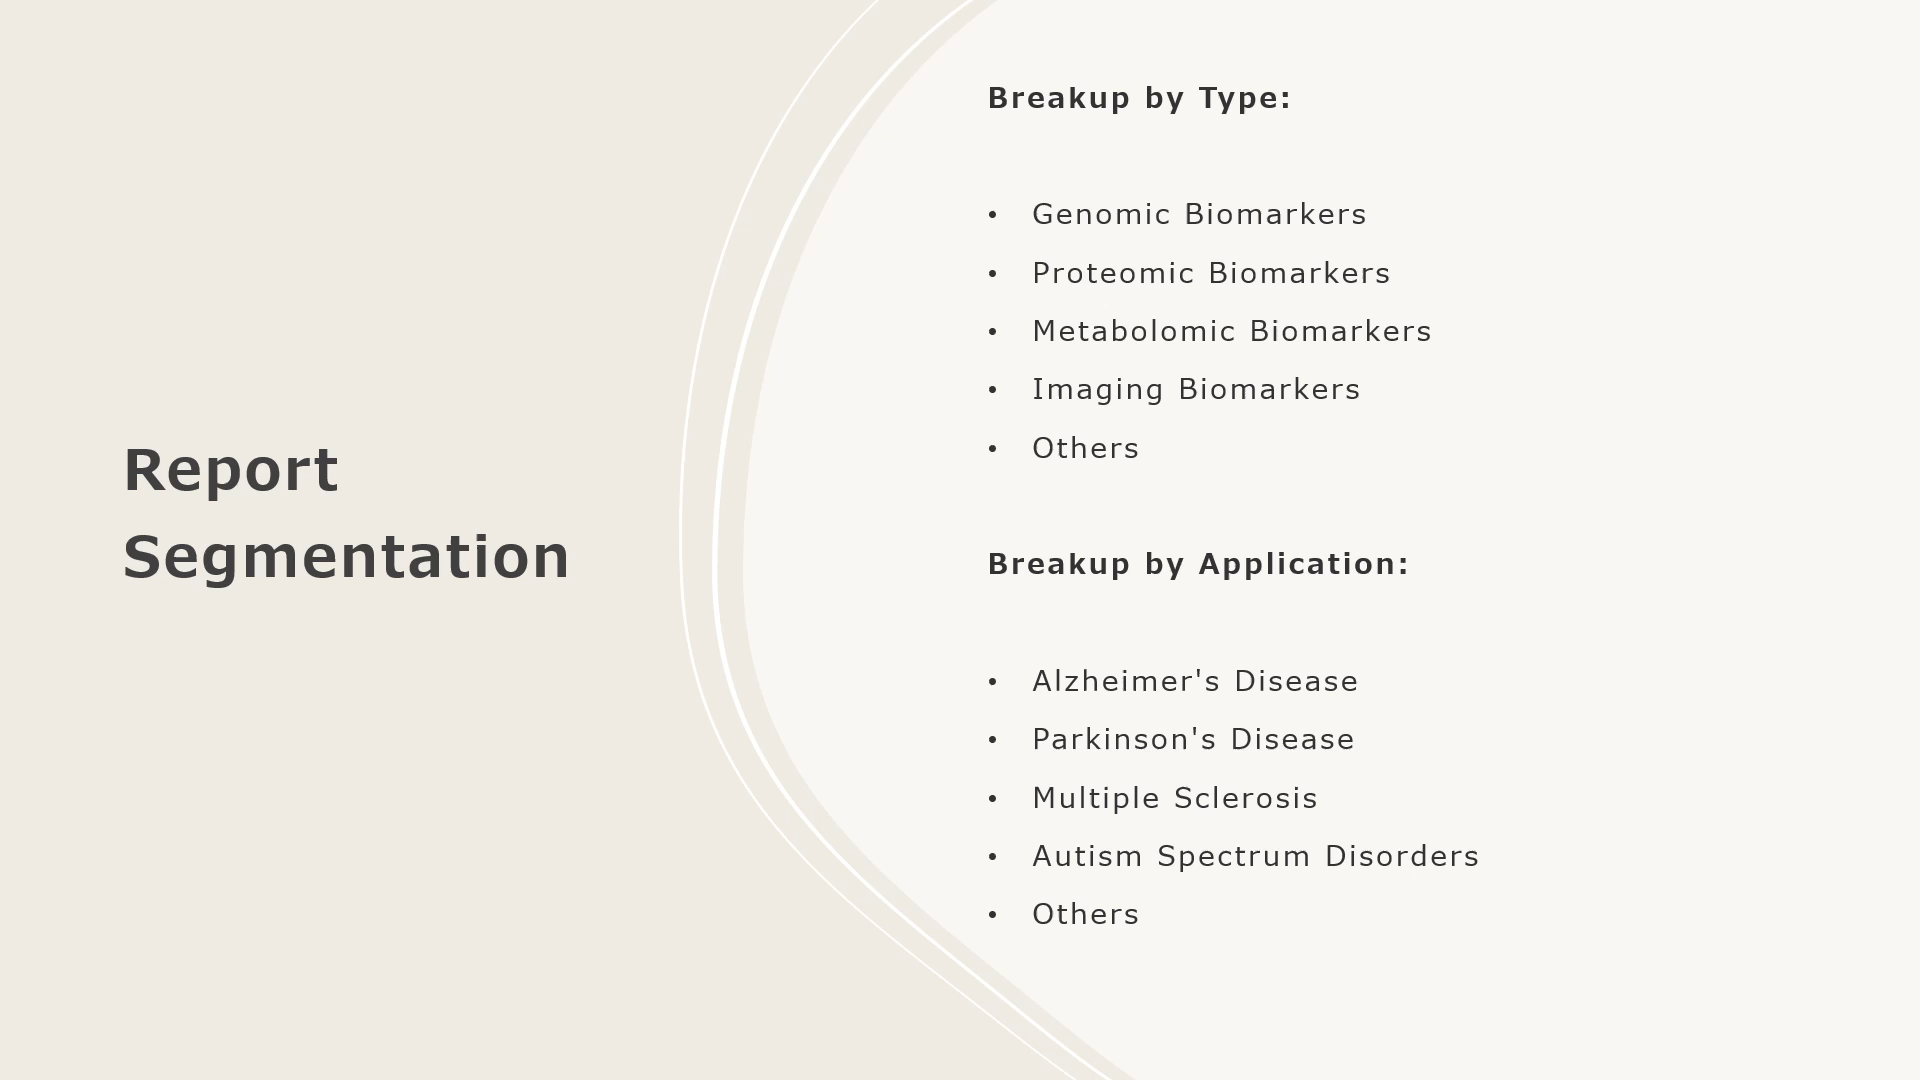 Report
Segmentation
Breakup by Type:
• Genomic Biomarkers
• Proteomic Biomarkers
• Metabolomic Biomarkers
• Imaging Biomarkers
• Others
Breakup by Application:
• Alzheimer's Disease
• Parkinson's Disease
• Multiple Sclerosis
• Autism Spectrum Disorders
• Others